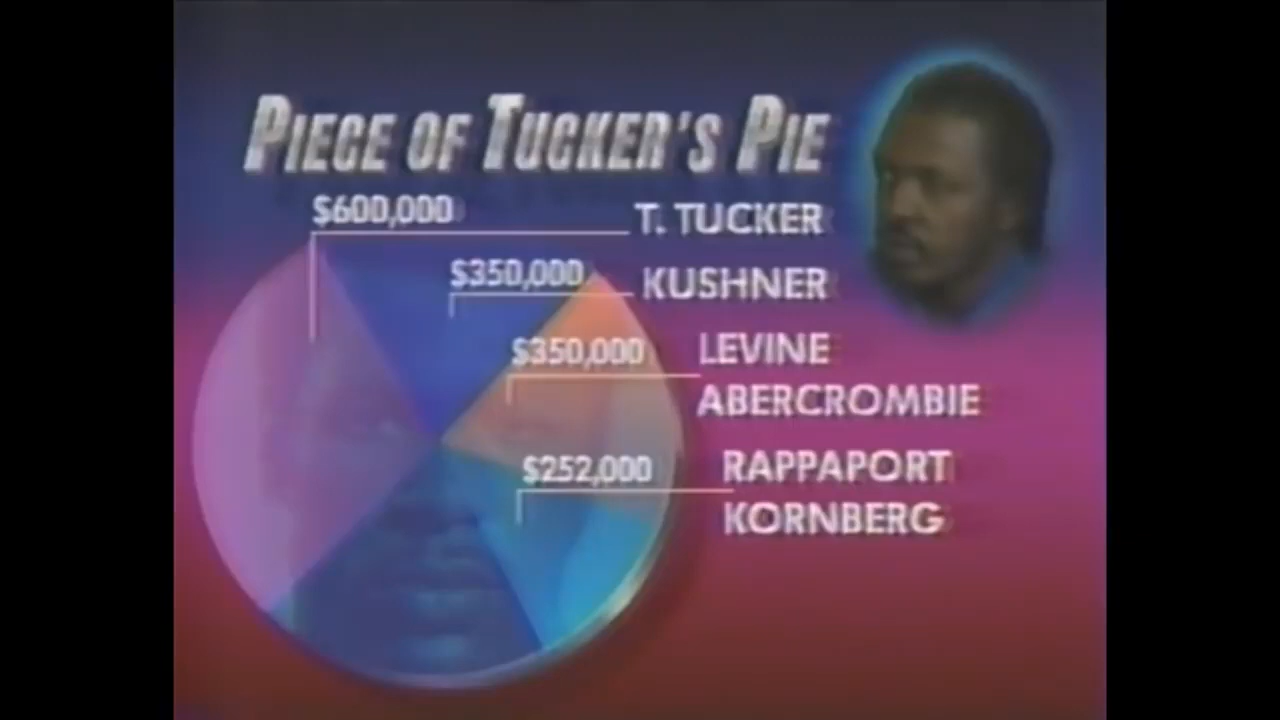 PIECE OF TUCKER'S PIE
$600,000 T. TUCKER
$350,000 KUSHNER
$350,000 LEVINE
ABERCROMBIE
$252,000 RAPPAPORT
KORNBERG